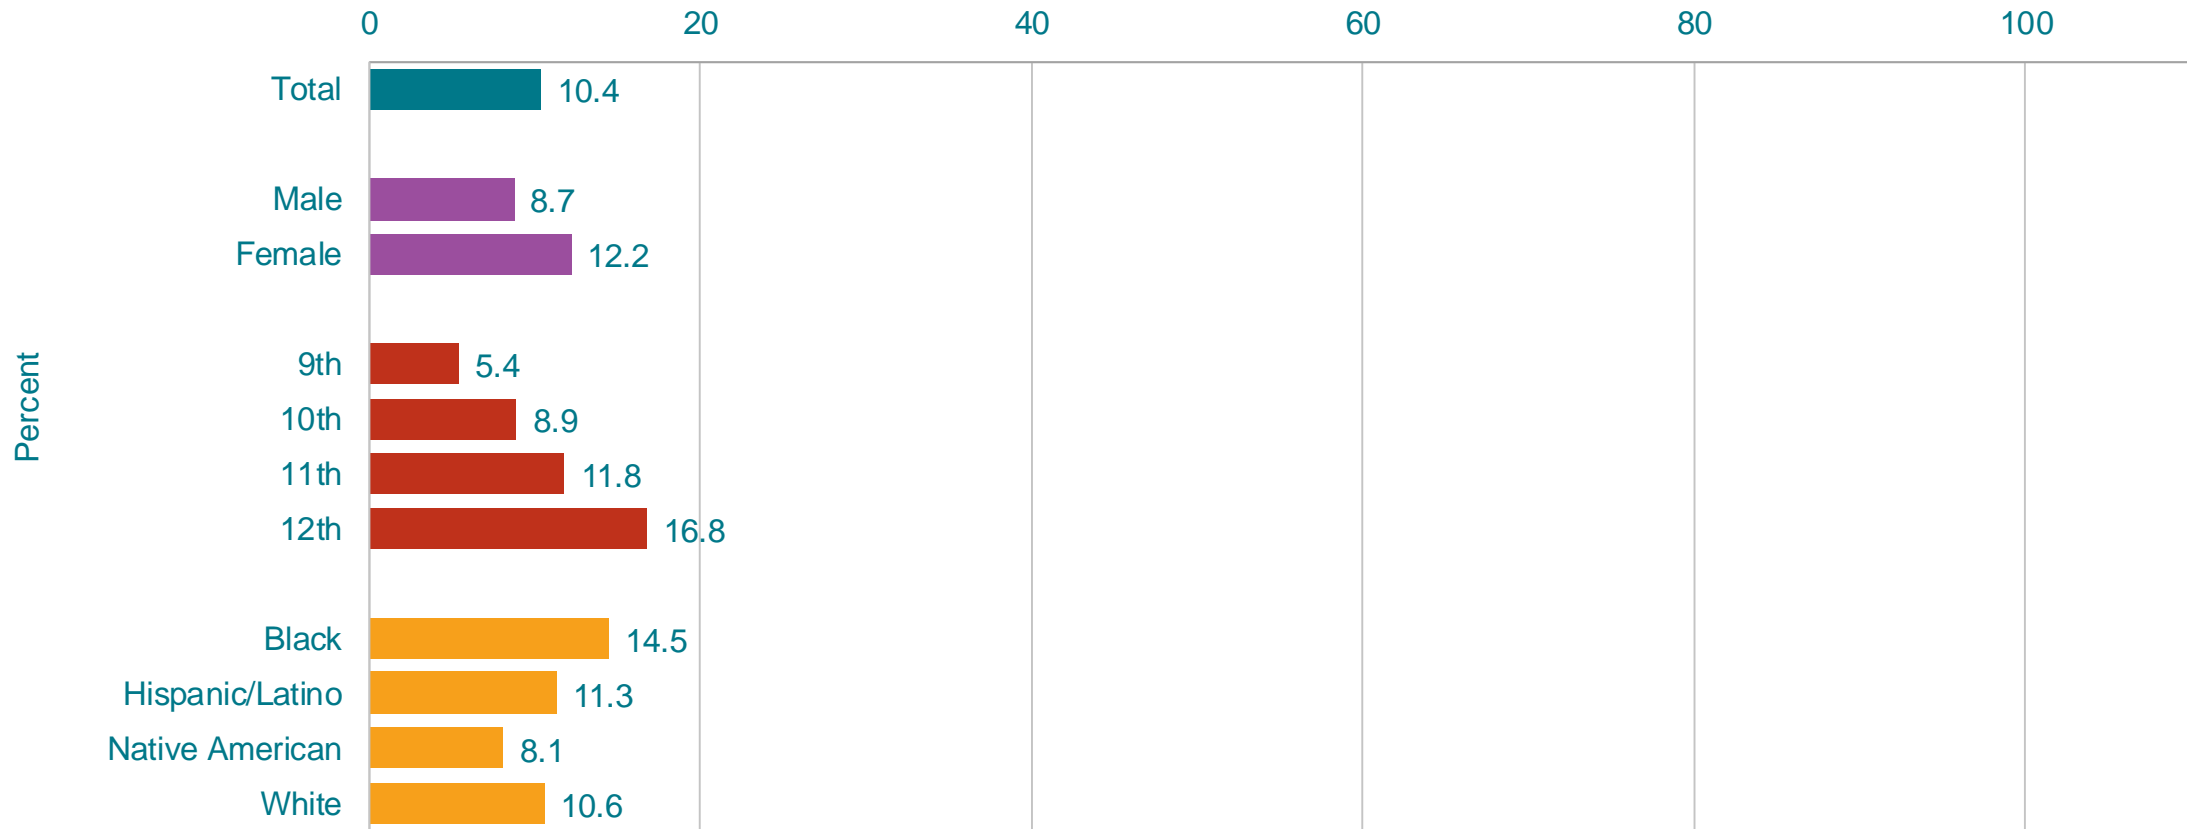 0 20 40 60 80 100
Total 10.4
Male 8.7
Female 12.2
Percent
9th 5.4
10th 8.9
11th 11.8
12th 16.8
Black 14.5
Hispanic/Latino 11.3
Native American 8.1
White 10.6